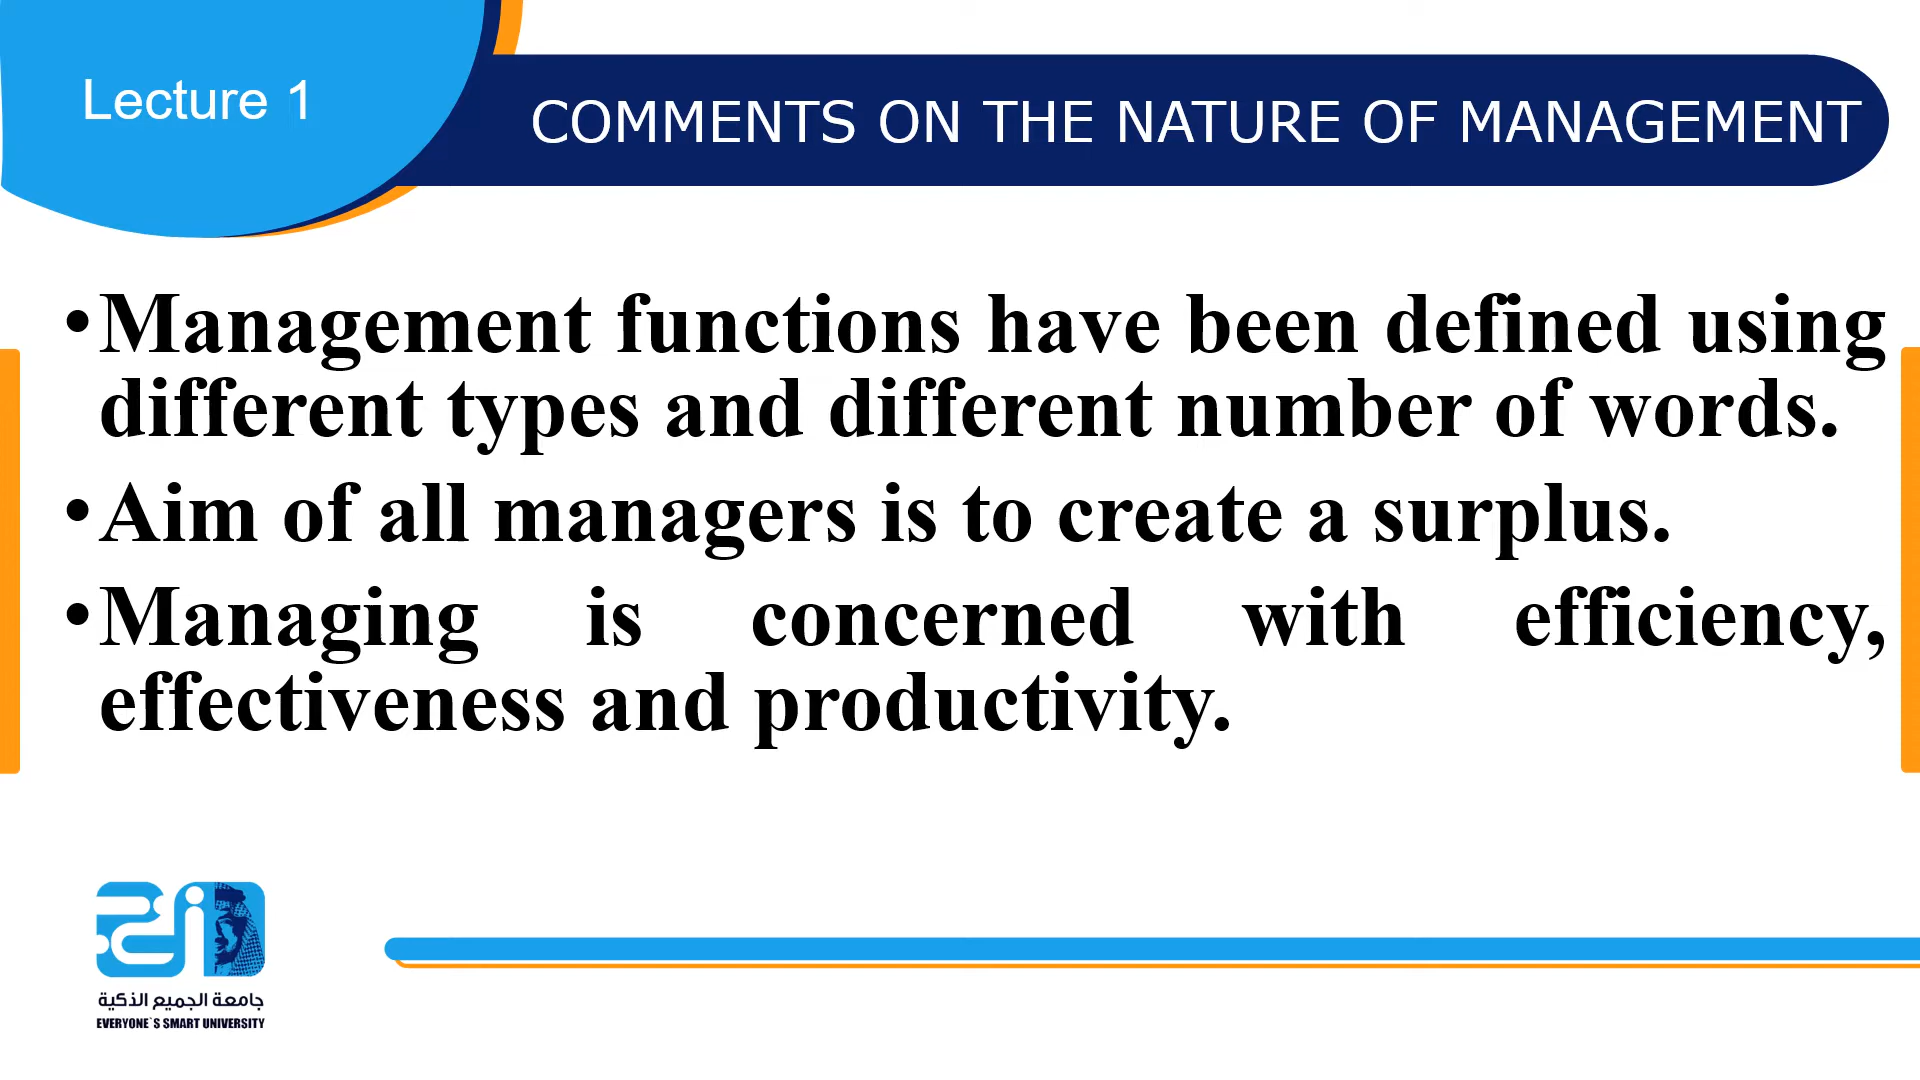 Lecture 1
COMMENTS ON THE NATURE OF MANAGEMENT
•Management functions have been defined using
different types and different number of words.
•Aim of all managers is to create a surplus.
•Managing is concerned with efficiency,
effectiveness and productivity.
جامعة الجميع الذكية
EVERYONE`S SMART UNIVERSITY